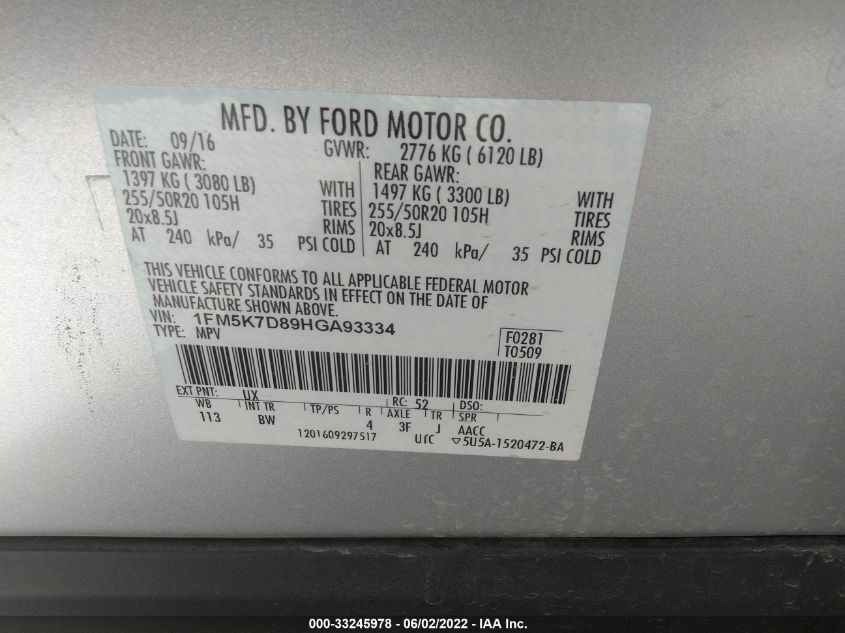 MFD. BY FORD MOTOR CO.
DATE: 09/16 GVWR: 2776 KG ( 6120 LB)
FRONT GAWR: REAR GAWR:
1397 KG ( 3080 LB) WITH 1497 KG ( 3300 LB) WITH
255/50R20 105H TIRES 255/50R20 105H TIRES
20x8.5J RIMS 20x8.5J RIMS
AT 240 kPa/ 35 PSI COLD AT 240 kPa/ 35 PSI COLD
THIS VEHICLE CONFORMS TO ALL APPLICABLE FEDERAL MOTOR
VEHICLE SAFETY STANDARDS IN EFFECT ON THE DATE OF
MANUFACTURE SHOWN ABOVE.
VIN: 1FM5K7D89HGA93334
TYPE: MPV
F0281
T0509
EXT PNT: UX RC: 52 DSO:
WB INT TR TP/PS R AXLE TR SPR
113 BW 4 3F J AACC
1201609297517 UTC ▽5U5A-1520472-BA
000-33245978 - 06/02/2022 - IAA Inc.